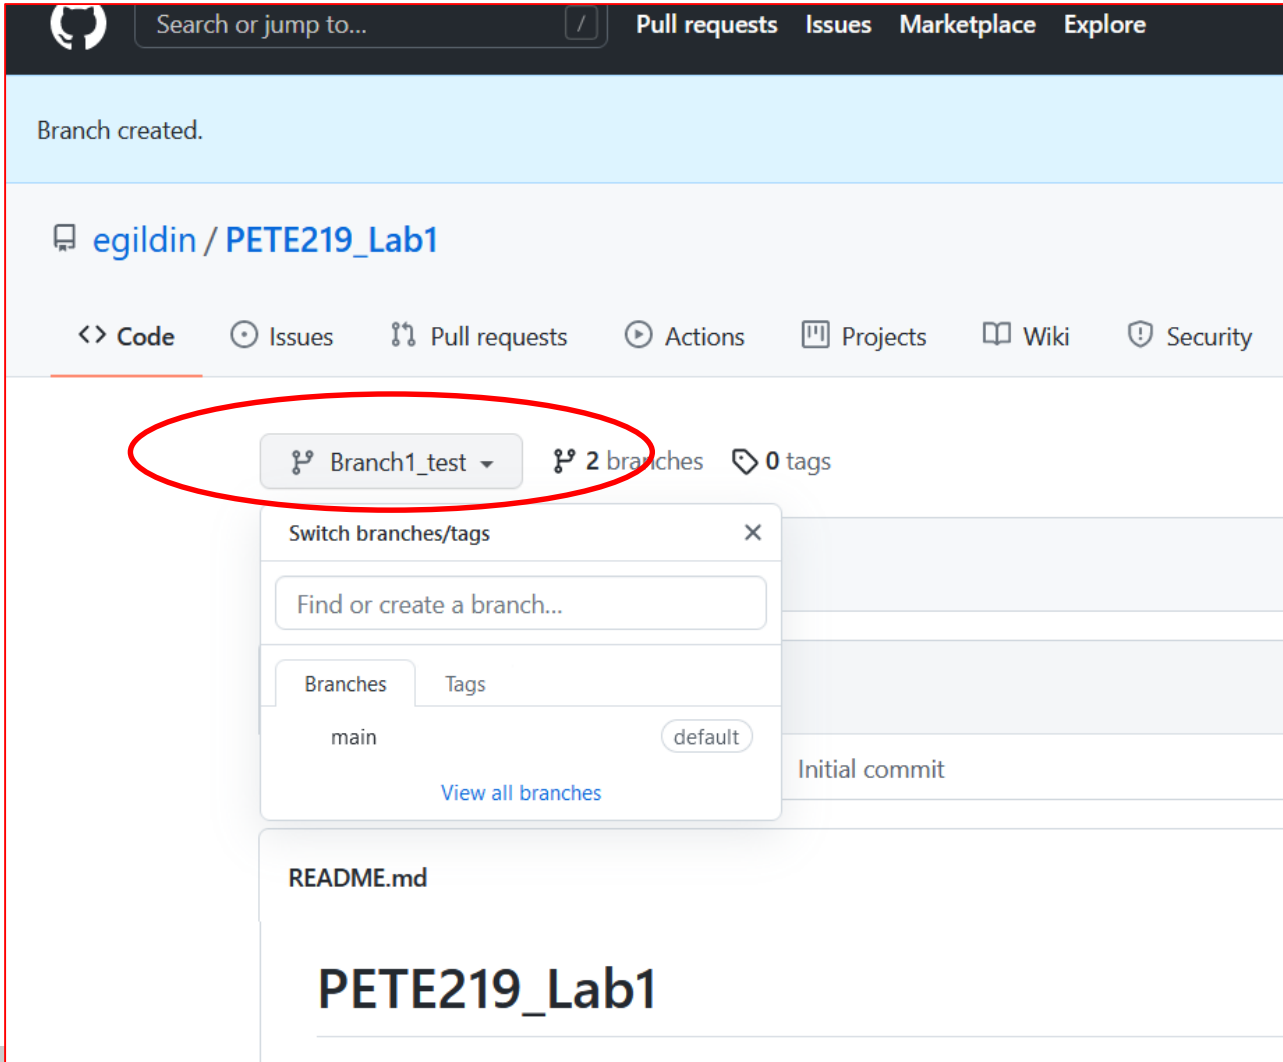 Search or jump to... / Pull requests Issues Marketplace Explore
Branch created.
egildin / PETE219_Lab1
<> Code Issues Pull requests Actions Projects Wiki Security
Branch1_test 2 branches 0 tags
Switch branches/tags
Find or create a branch...
Branches Tags
main default
Initial commit
View all branches
README.md
PETE219_Lab1